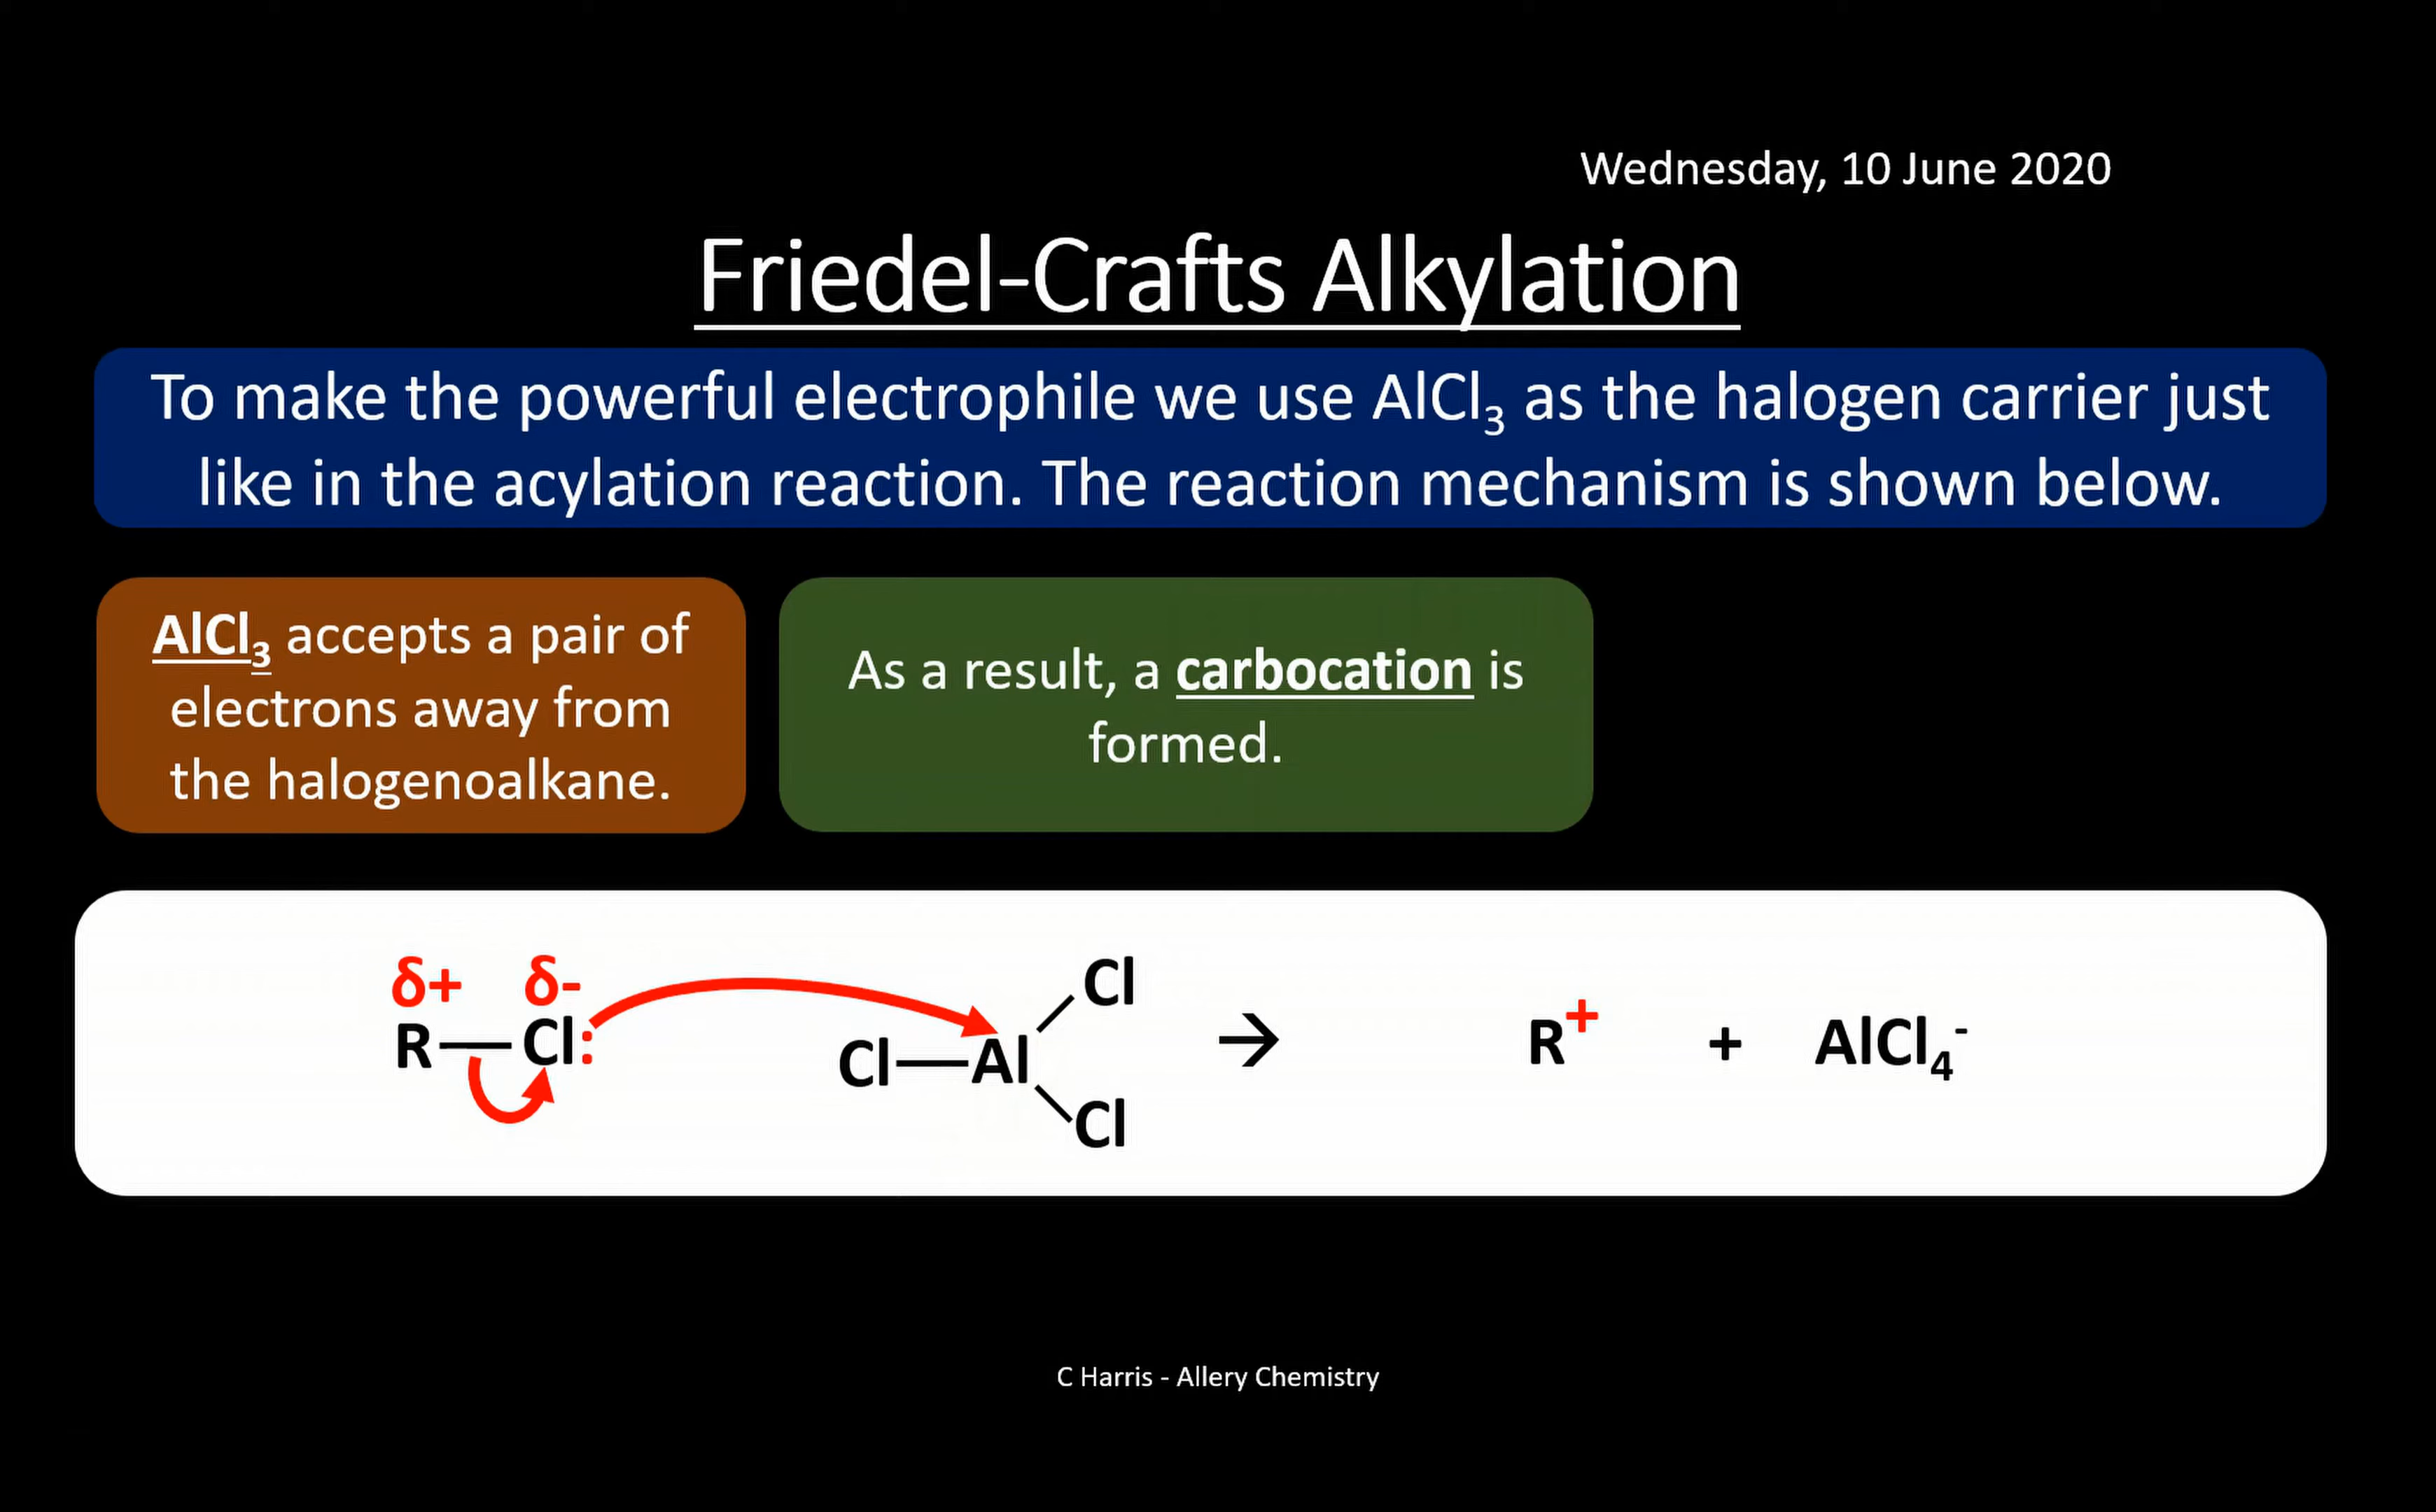 Wednesday, 10 June 2020
Friedel-Crafts Alkylation
To make the powerful electrophile we use AlCl₃ as the halogen carrier just
like in the acylation reaction. The reaction mechanism is shown below.
AlCl₃ accepts a pair of
electrons away from
the halogenoalkane.
As a result, a carbocation is
formed.
δ+ δ-
R—Cl:
Cl
Cl—Al
Cl
→
R⁺ + AlCl₄⁻
C Harris - Allery Chemistry